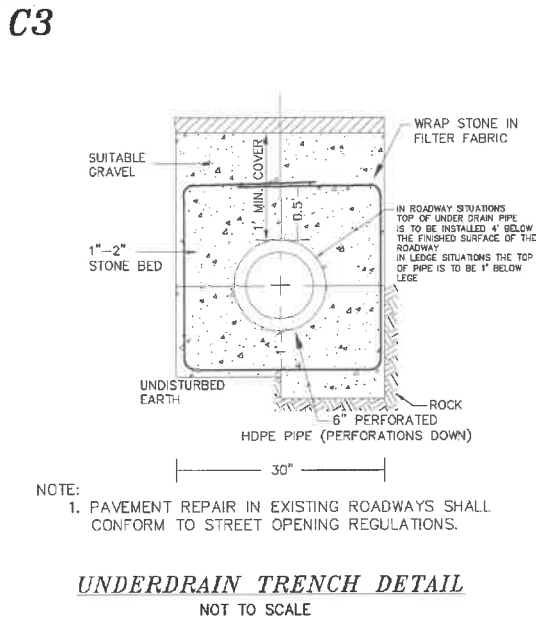 C3
WRAP STONE IN
FILTER FABRIC
SUITABLE
GRAVEL
1' MIN. COVER
0.5'
IN ROADWAY SITUATIONS
TOP OF UNDER DRAIN PIPE
IS TO BE INSTALLED 4' BELOW
THE FINISHED SURFACE OF THE
ROADWAY
IN LEDGE SITUATIONS THE TOP
OF PIPE IS TO BE 1' BELOW
LEGE
1"-2"
STONE BED
UNDISTURBED
EARTH
ROCK
6" PERFORATED
HDPE PIPE (PERFORATIONS DOWN)
30"
NOTE:
1. PAVEMENT REPAIR IN EXISTING ROADWAYS SHALL
CONFORM TO STREET OPENING REGULATIONS.
UNDERDRAIN TRENCH DETAIL
NOT TO SCALE